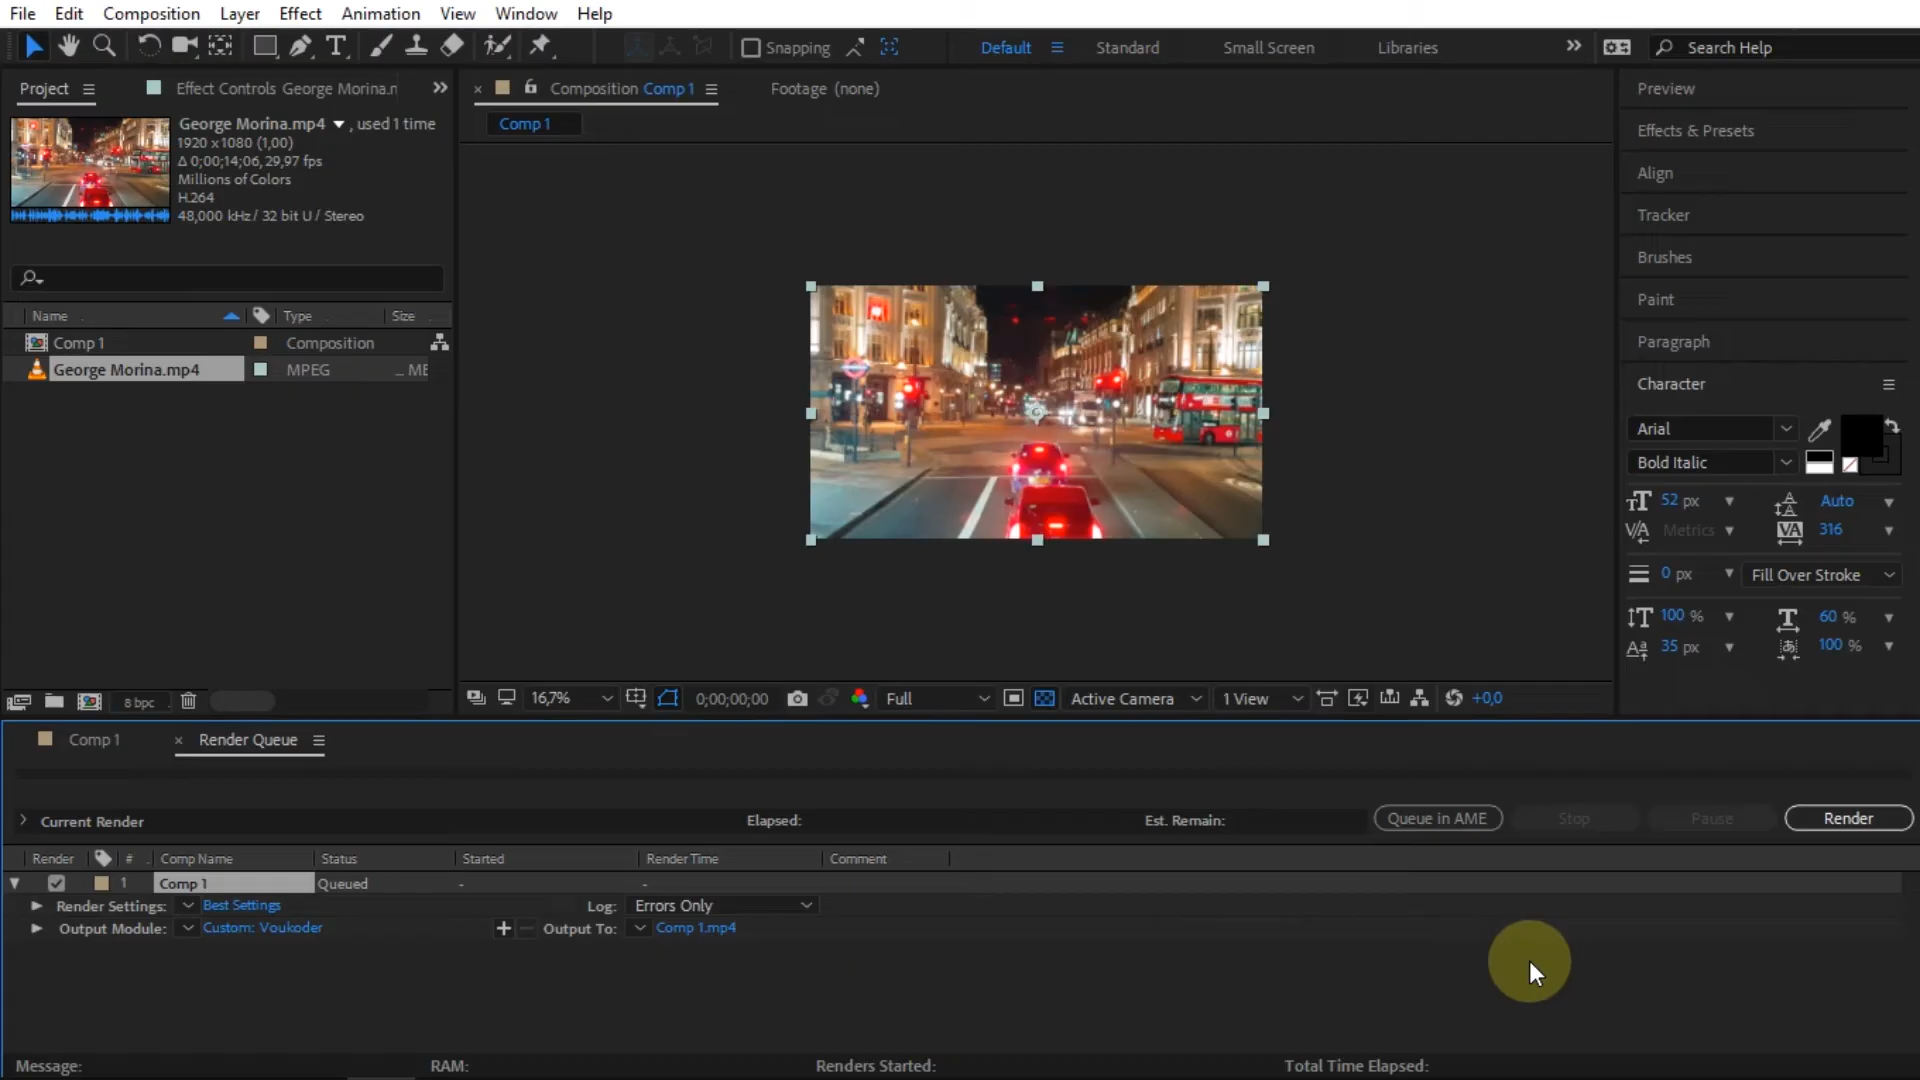 File Edit Composition Layer Effect Animation View Window Help
Snapping Default Standard Small Screen Libraries Search Help
Project Effect Controls George Morina.n Composition Comp 1 Footage (none) Preview
George Morina.mp4 , used 1 time
1920 x 1080 (1,00)
Δ 0;00;14;06, 29,97 fps
Millions of Colors
H.264
48,000 kHz / 32 bit U / Stereo
Comp 1
Effects & Presets
Align
Tracker
Brushes
Paint
Paragraph
Character
Name Type Size
Comp 1 Composition
George Morina.mp4 MPEG ... ME
Arial
Bold Italic
52 px Auto
Metrics 316
0 px Fill Over Stroke
100 % 60 %
35 px 100 %
8 bpc 16,7% 0;00;00;00 Full Active Camera 1 View +0,0
Comp 1 Render Queue
Current Render Elapsed: Est. Remain: Queue in AME Stop Pause Render
Render # Comp Name Status Started Render Time Comment
1 Comp 1 Queued - -
Render Settings: Best Settings Log: Errors Only
Output Module: Custom: Voukoder Output To: Comp 1.mp4
Message: RAM: Renders Started: Total Time Elapsed: